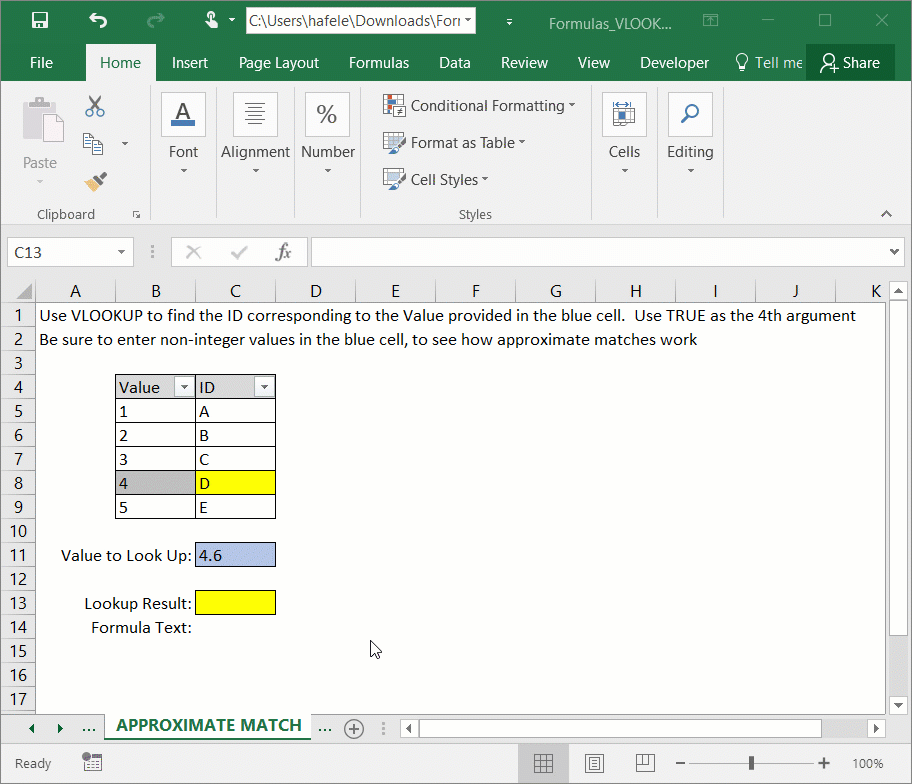 C:\Users\hafele\Downloads\For
Formulas_VLOOK...
File Home Insert Page Layout Formulas Data Review View Developer Tell me Share
Paste
Clipboard
A
Font
Alignment
%
Number
Conditional Formatting
Format as Table
Cell Styles
Styles
Cells
Editing
C13 fx
A B C D E F G H I J K
1 Use VLOOKUP to find the ID corresponding to the Value provided in the blue cell. Use TRUE as the 4th argument
2 Be sure to enter non-integer values in the blue cell, to see how approximate matches work
3
4 Value ID
5 1 A
6 2 B
7 3 C
8 4 D
9 5 E
10
11 Value to Look Up: 4.6
12
13 Lookup Result:
14 Formula Text:
15
16
17
... APPROXIMATE MATCH ...
Ready 100%